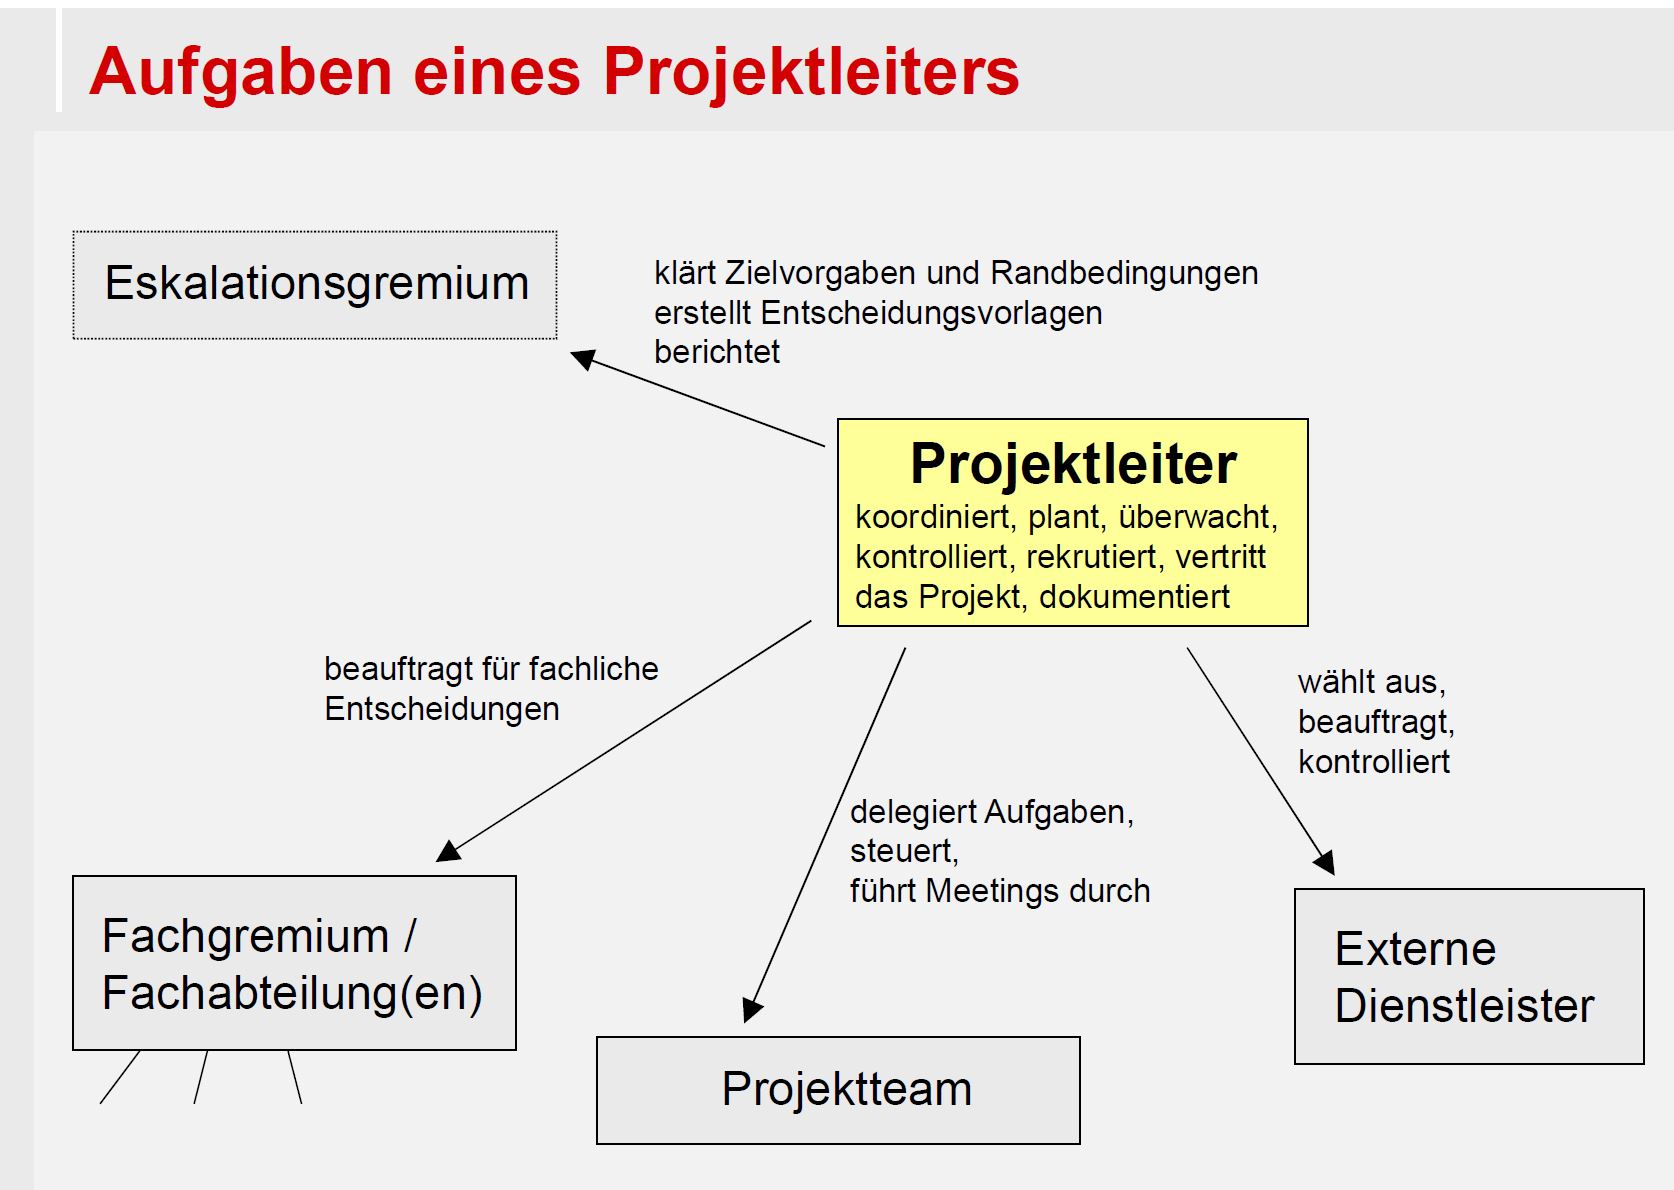 Aufgaben eines Projektleiters
Eskalationsgremium
klärt Zielvorgaben und Randbedingungen
erstellt Entscheidungsvorlagen
berichtet
Projektleiter
koordiniert, plant, überwacht,
kontrolliert, rekrutiert, vertritt
das Projekt, dokumentiert
beauftragt für fachliche
Entscheidungen
wählt aus,
beauftragt,
kontrolliert
delegiert Aufgaben,
steuert,
führt Meetings durch
Fachgremium /
Fachabteilung(en)
Externe
Dienstleister
Projektteam